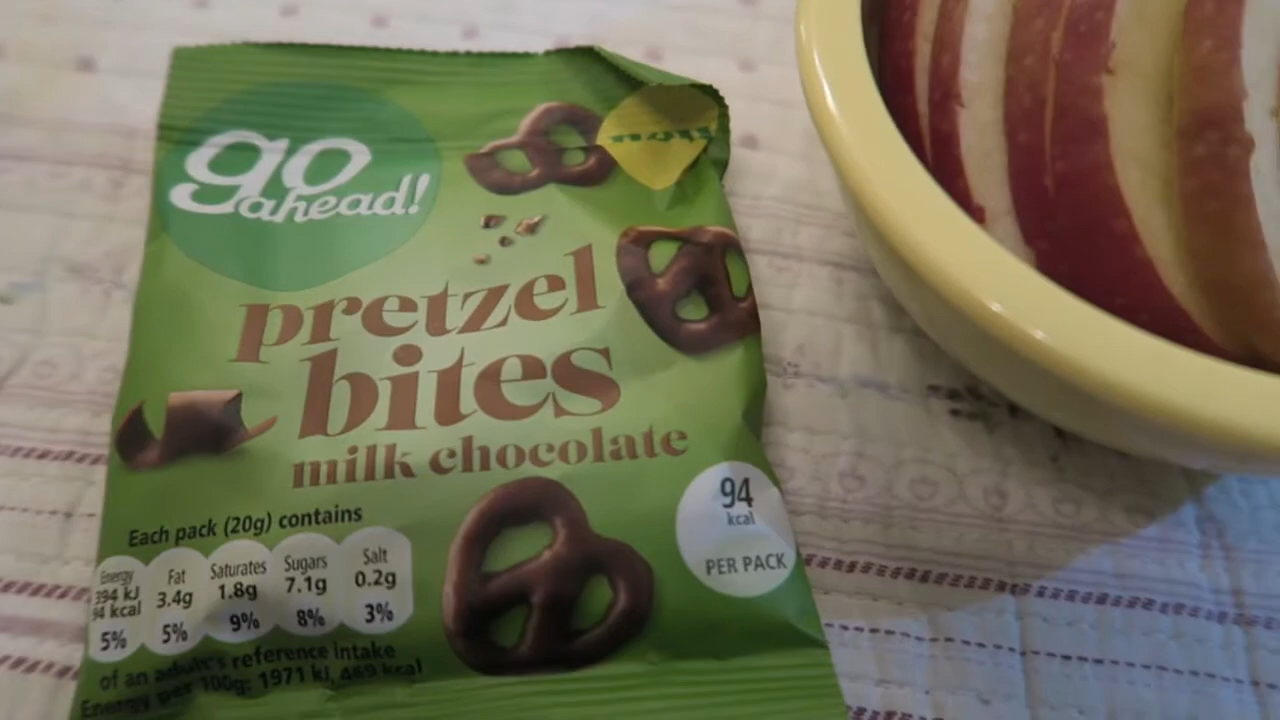 go
ahead!
pretzel
bites
milk chocolate
94
kcal
PER PACK
Each pack (20g) contains
Energy
394 kJ
94 kcal
5%
Fat
3.4g
5%
Saturates
1.8g
9%
Sugars
7.1g
8%
Salt
0.2g
3%
of an adult's reference intake
Energy per 100g: 1971 kJ, 469 kcal